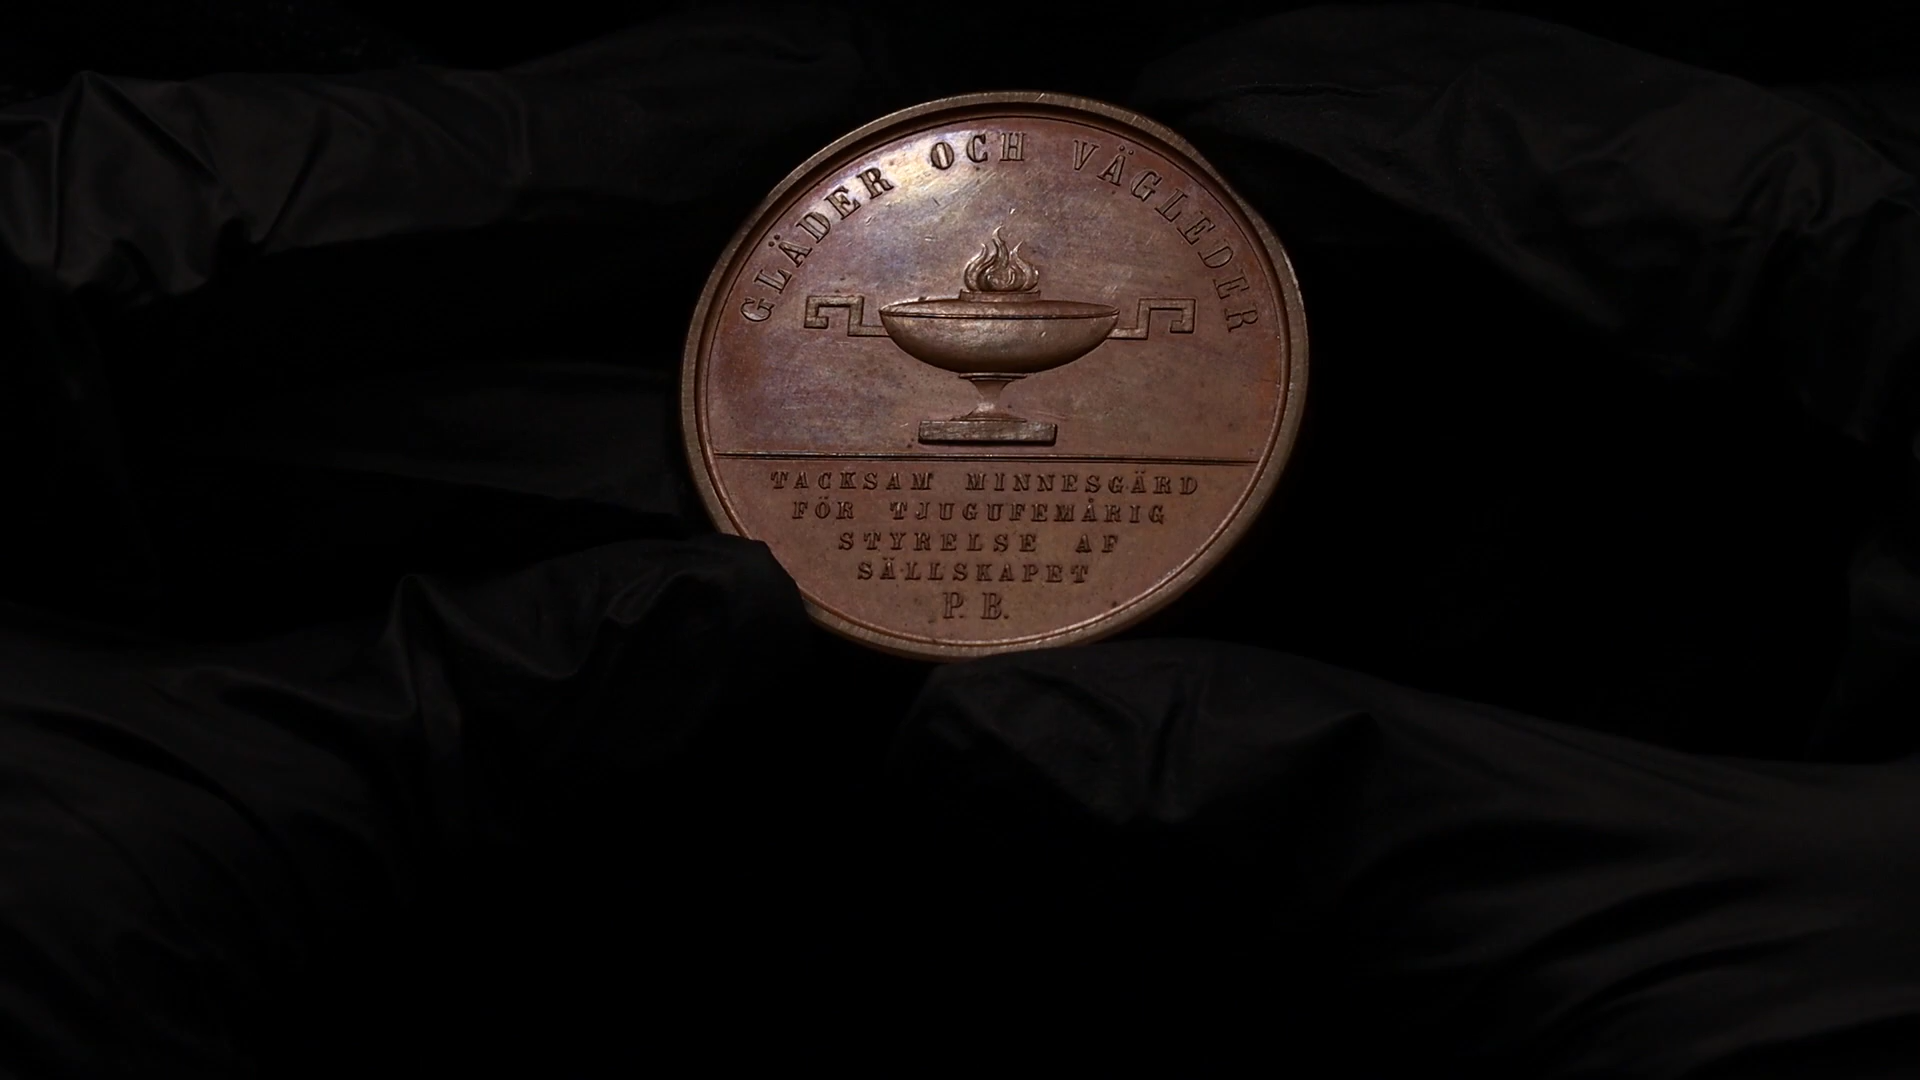 GLÄDER OCH VÄGLEDER
TACKSAM MINNESGÄRD
FÖR TJUGUFEMÅRIG
STYRELSE AF
SÄLLSKAPET
P. B.